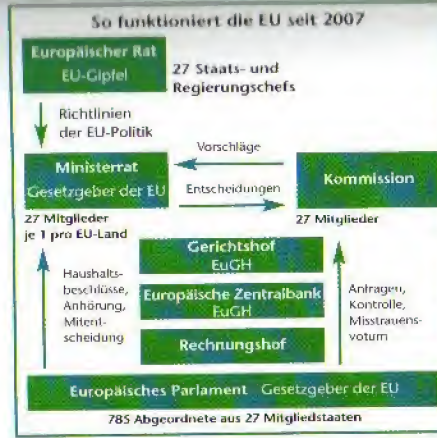 So funktioniert die EU seit 2007
Europäischer Rat
EU-Gipfel
27 Staats- und
Regierungschefs
Richtlinien
der EU-Politik
Ministerrat
Gesetzgeber der EU
Vorschläge
Entscheidungen
Kommission
27 Mitglieder
je 1 pro EU-Land
27 Mitglieder
Gerichtshof
EuGH
Europäische Zentralbank
EuGH
Rechnungshof
Haushalts-
beschlüsse,
Anhörung,
Mitent-
scheidung
Anfragen,
Kontrolle,
Misstrauens-
votum
Europäisches Parlament Gesetzgeber der EU
785 Abgeordnete aus 27 Mitgliedstaaten